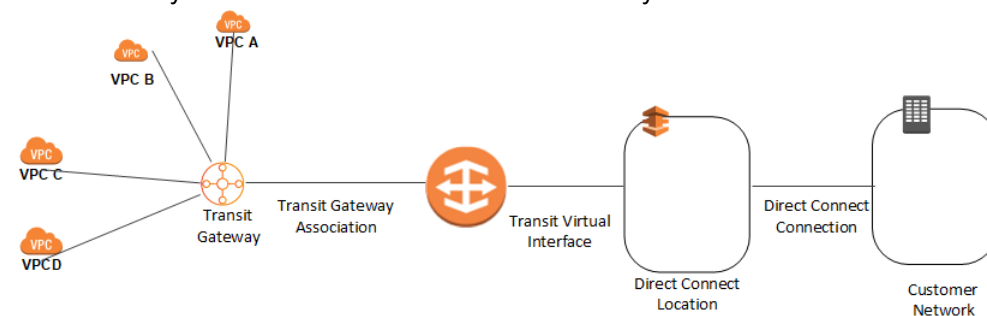 VPC
VPC A
VPC
VPC B
VPC
VPC C
VPC
VPCD
Transit
Gateway
Transit Gateway
Association
Transit Virtual
Interface
Direct Connect
Location
Direct Connect
Connection
Customer
Network